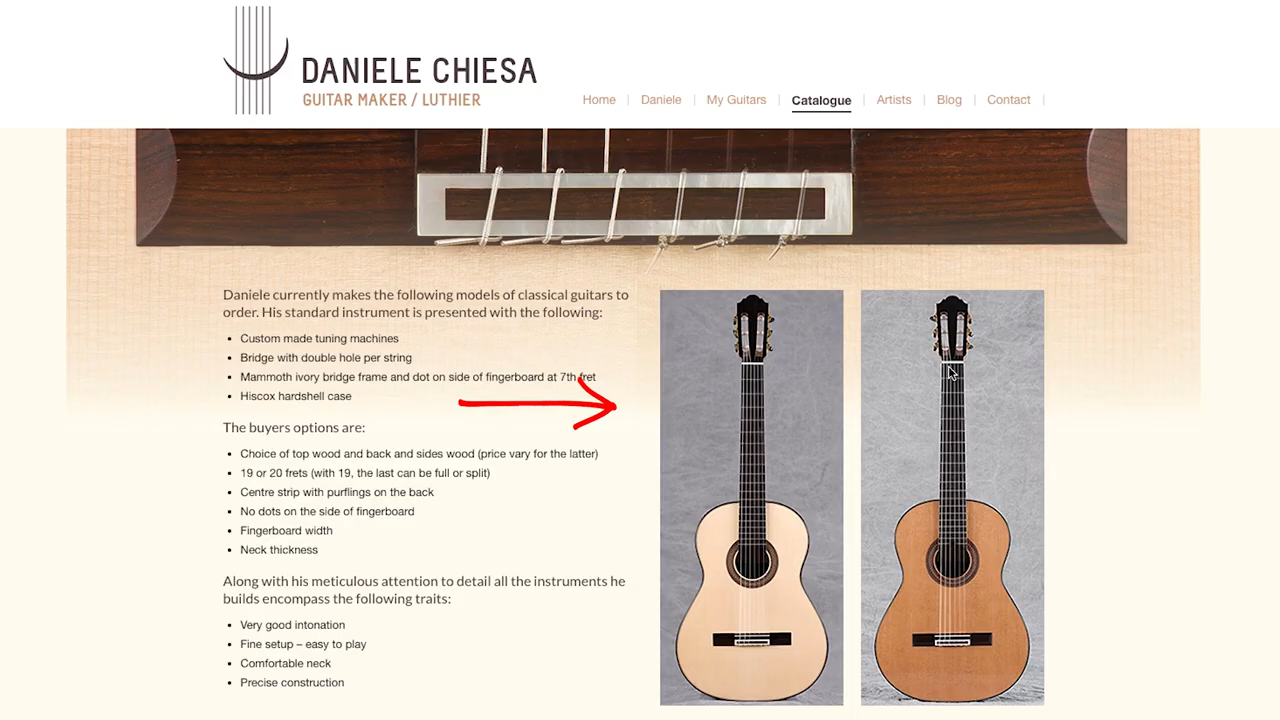 DANIELE CHIESA
GUITAR MAKER / LUTHIER
Home | Daniele | My Guitars | Catalogue | Artists | Blog | Contact |
Daniele currently makes the following models of classical guitars to
order. His standard instrument is presented with the following:
• Custom made tuning machines
• Bridge with double hole per string
• Mammoth ivory bridge frame and dot on side of fingerboard at 7th fret
• Hiscox hardshell case
The buyers options are:
• Choice of top wood and back and sides wood (price vary for the latter)
• 19 or 20 frets (with 19, the last can be full or split)
• Centre strip with purflings on the back
• No dots on the side of fingerboard
• Fingerboard width
• Neck thickness
Along with his meticulous attention to detail all the instruments he
builds encompass the following traits:
• Very good intonation
• Fine setup – easy to play
• Comfortable neck
• Precise construction